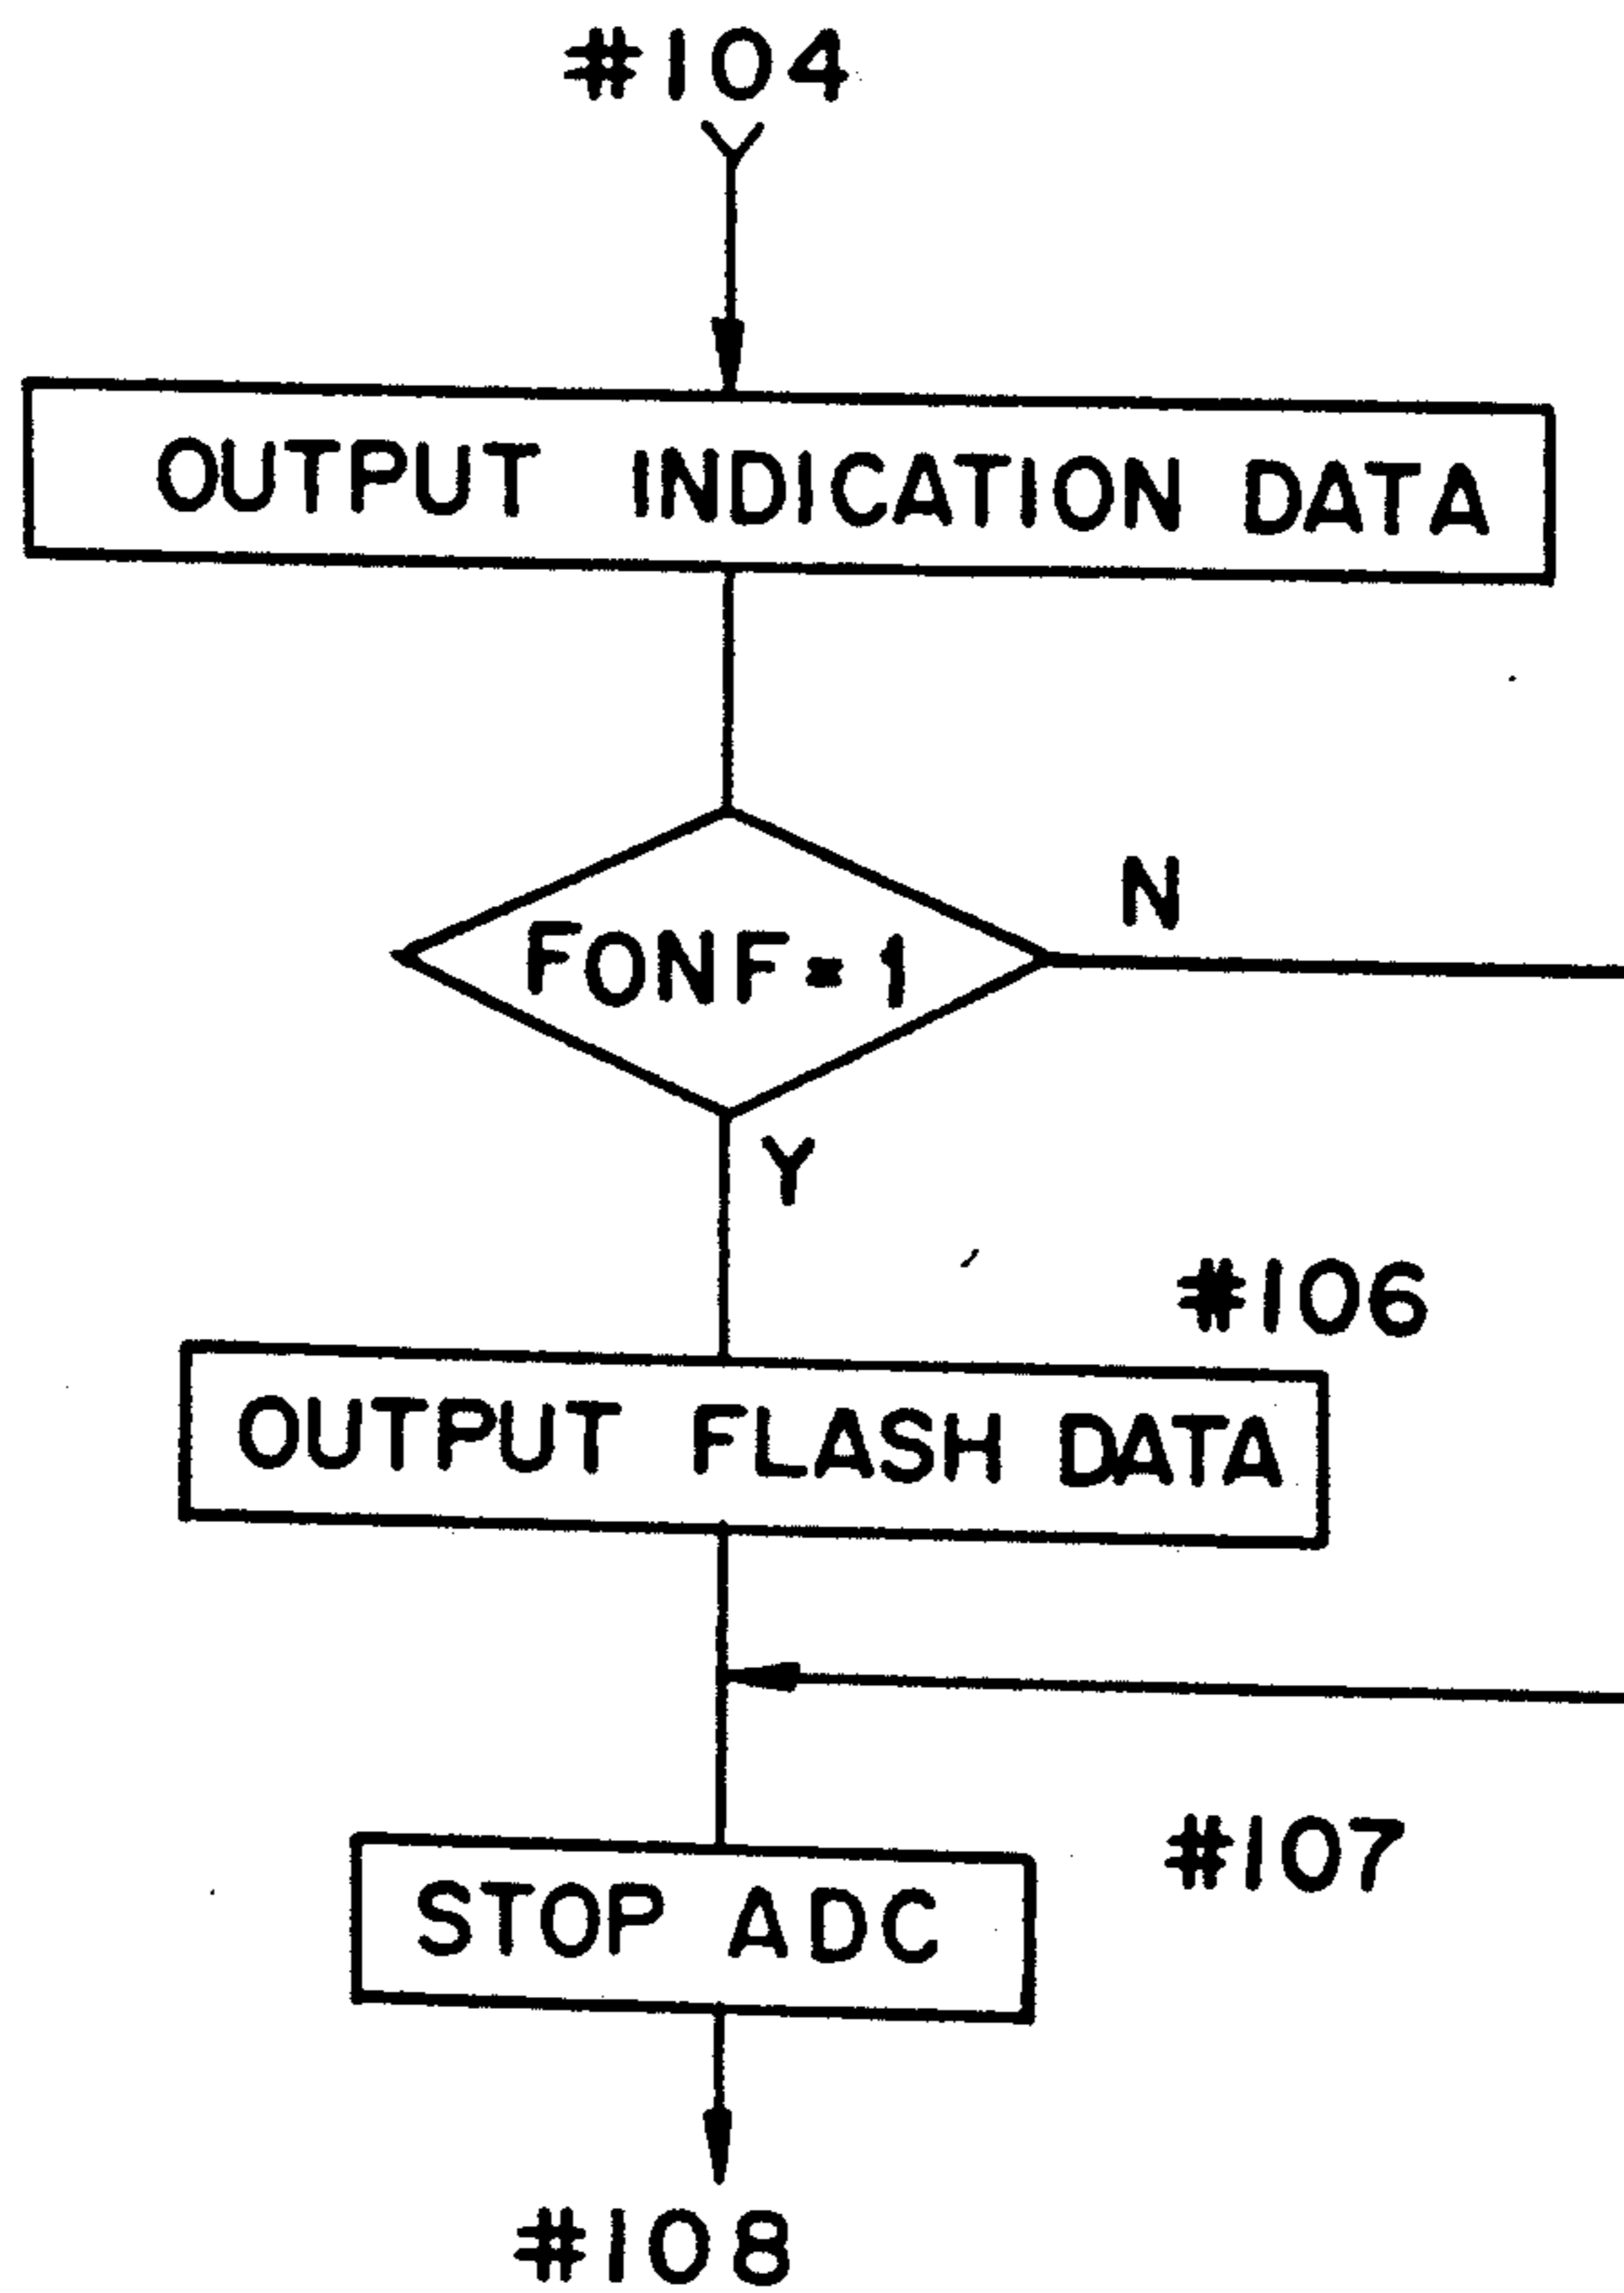 #104
OUTPUT INDICATION DATA
FONF=1
N
Y
#106
OUTPUT FLASH DATA
#107
STOP ADC
#108